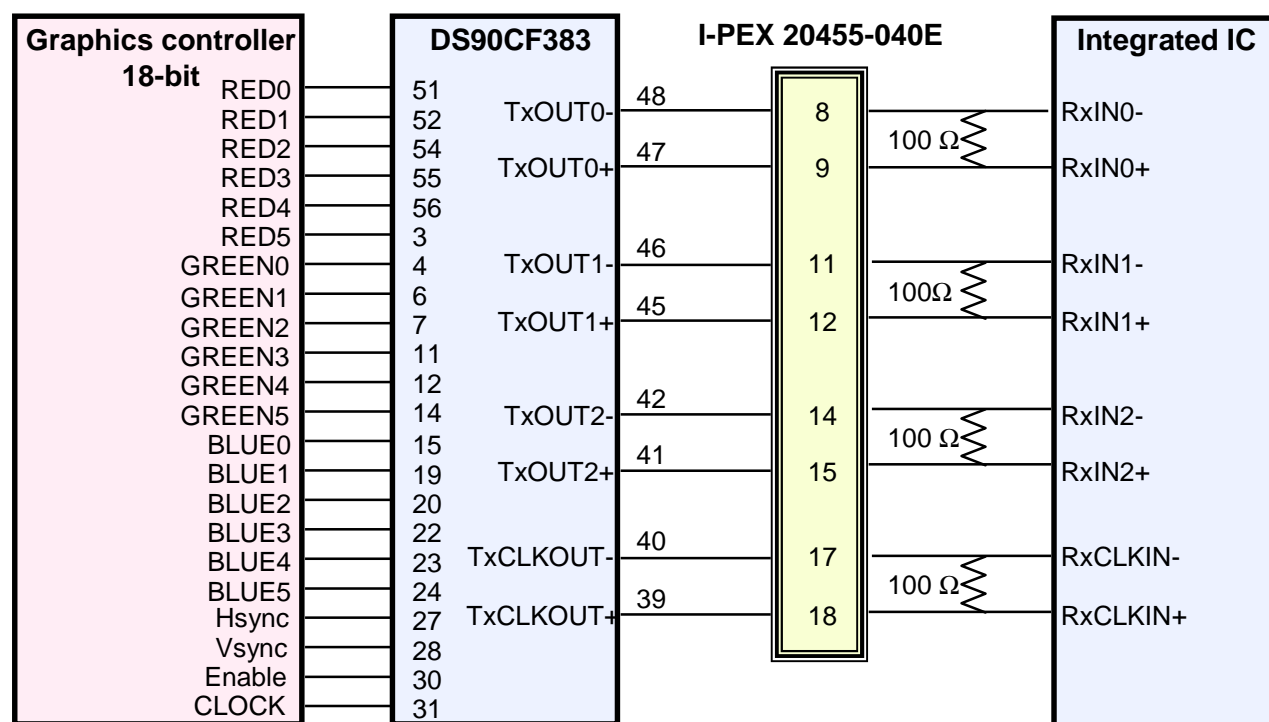 Graphics controller
18-bit
DS90CF383
I-PEX 20455-040E
Integrated IC
RED0 51
RED1 52
RED2 54
RED3 55
RED4 56
RED5 3
GREEN0 4
GREEN1 6
GREEN2 7
GREEN3 11
GREEN4 12
GREEN5 14
BLUE0 15
BLUE1 19
BLUE2 20
BLUE3 22
BLUE4 23
BLUE5 24
Hsync 27
Vsync 28
Enable 30
CLOCK 31
TxOUT0- 48 8 RxIN0-
100 Ω
TxOUT0+ 47 9 RxIN0+
TxOUT1- 46 11 RxIN1-
100Ω
TxOUT1+ 45 12 RxIN1+
TxOUT2- 42 14 RxIN2-
100 Ω
TxOUT2+ 41 15 RxIN2+
TxCLKOUT- 40 17 RxCLKIN-
100 Ω
TxCLKOUT+ 39 18 RxCLKIN+